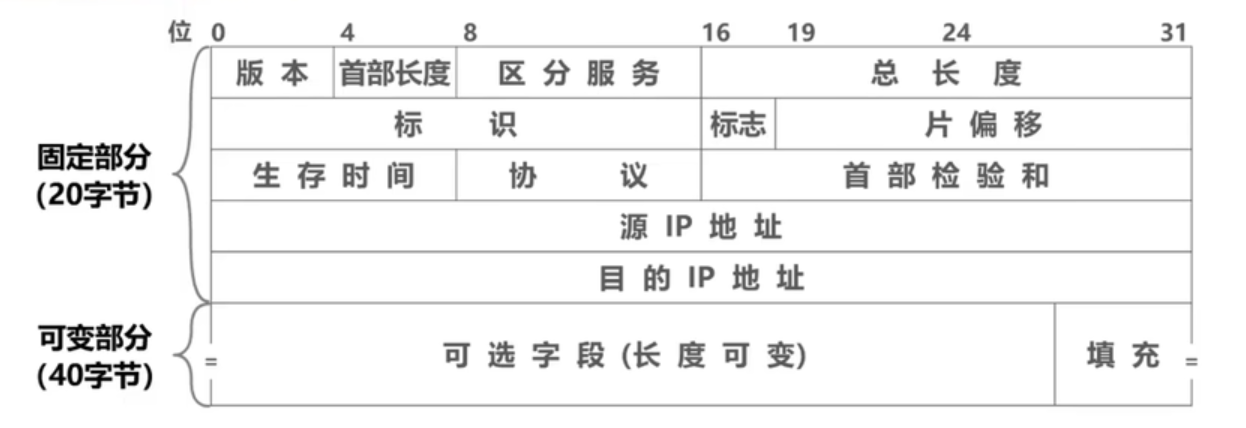 位 0 4 8 16 19 24 31
版本 首部长度 区分服务 总长度
标识 标志 片偏移
固定部分
(20字节)
生存时间 协议 首部检验和
源 IP 地址
目的 IP 地址
可变部分
(40字节)
= 可选字段 (长度可变) 填充 =